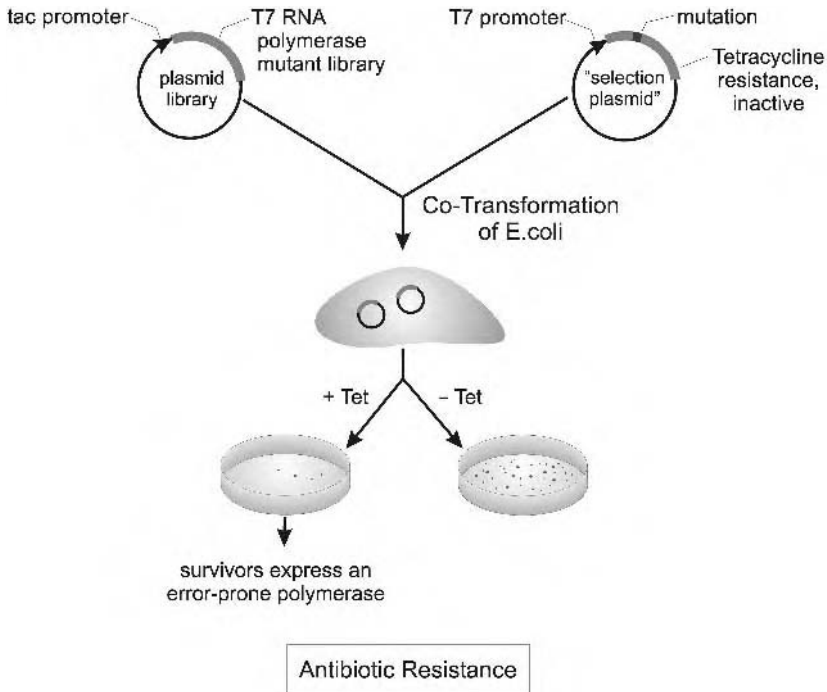 tac promoter
T7 RNA
polymerase
mutant library
plasmid
library
T7 promoter
mutation
"selection
plasmid"
Tetracycline
resistance,
inactive
Co-Transformation
of E.coli
+ Tet
– Tet
survivors express an
error-prone polymerase
Antibiotic Resistance